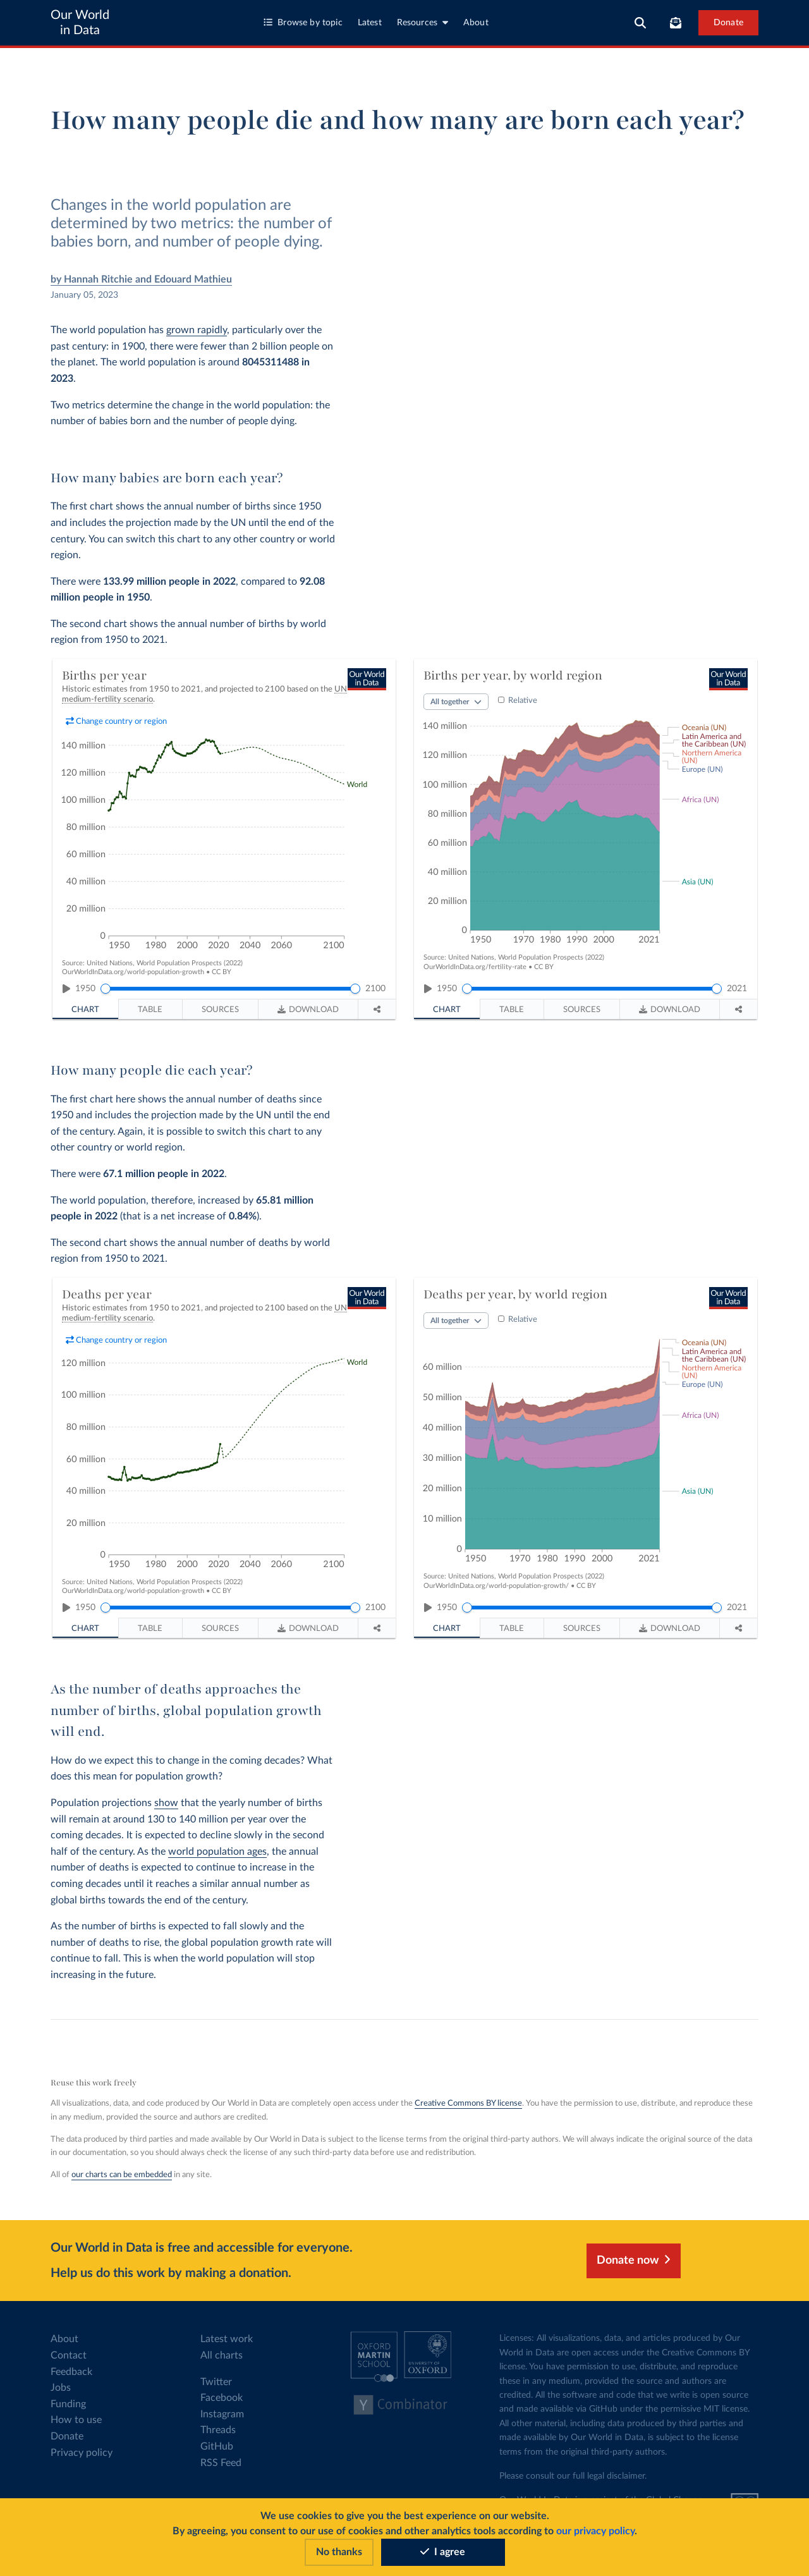 Our World
in Data
Browse by topic
Latest
Resources
About
Donate
How many people die and how many are born each year?
Changes in the world population are
determined by two metrics: the number of
babies born, and number of people dying.
by Hannah Ritchie and Edouard Mathieu
January 05, 2023
The world population has grown rapidly, particularly over the
past century: in 1900, there were fewer than 2 billion people on
the planet. The world population is around 8045311488 in
2023.
Two metrics determine the change in the world population: the
number of babies born and the number of people dying.
How many babies are born each year?
The first chart shows the annual number of births since 1950
and includes the projection made by the UN until the end of the
century. You can switch this chart to any other country or world
region.
There were 133.99 million people in 2022, compared to 92.08
million people in 1950.
The second chart shows the annual number of births by world
region from 1950 to 2021.
Births per year
Our World
in Data
Historic estimates from 1950 to 2021, and projected to 2100 based on the UN
medium-fertility scenario.
Change country or region
140 million
120 million
100 million
80 million
60 million
40 million
20 million
0
World
1950 1980 2000 2020 2040 2060 2100
Source: United Nations, World Population Prospects (2022)
OurWorldInData.org/world-population-growth • CC BY
1950 2100
CHART TABLE SOURCES DOWNLOAD
Births per year, by world region
Our World
in Data
All together Relative
140 million
120 million
100 million
80 million
60 million
40 million
20 million
0
Oceania (UN)
Latin America and
the Caribbean (UN)
Northern America
(UN)
Europe (UN)
Africa (UN)
Asia (UN)
1950 1970 1980 1990 2000 2021
Source: United Nations, World Population Prospects (2022)
OurWorldInData.org/fertility-rate • CC BY
1950 2021
CHART TABLE SOURCES DOWNLOAD
How many people die each year?
The first chart here shows the annual number of deaths since
1950 and includes the projection made by the UN until the end
of the century. Again, it is possible to switch this chart to any
other country or world region.
There were 67.1 million people in 2022.
The world population, therefore, increased by 65.81 million
people in 2022 (that is a net increase of 0.84%).
The second chart shows the annual number of deaths by world
region from 1950 to 2021.
Deaths per year
Our World
in Data
Historic estimates from 1950 to 2021, and projected to 2100 based on the UN
medium-fertility scenario.
Change country or region
120 million
100 million
80 million
60 million
40 million
20 million
0
World
1950 1980 2000 2020 2040 2060 2100
Source: United Nations, World Population Prospects (2022)
OurWorldInData.org/world-population-growth • CC BY
1950 2100
CHART TABLE SOURCES DOWNLOAD
Deaths per year, by world region
Our World
in Data
All together Relative
60 million
50 million
40 million
30 million
20 million
10 million
0
Oceania (UN)
Latin America and
the Caribbean (UN)
Northern America
(UN)
Europe (UN)
Africa (UN)
Asia (UN)
1950 1970 1980 1990 2000 2021
Source: United Nations, World Population Prospects (2022)
OurWorldInData.org/world-population-growth/ • CC BY
1950 2021
CHART TABLE SOURCES DOWNLOAD
As the number of deaths approaches the
number of births, global population growth
will end.
How do we expect this to change in the coming decades? What
does this mean for population growth?
Population projections show that the yearly number of births
will remain at around 130 to 140 million per year over the
coming decades. It is expected to decline slowly in the second
half of the century. As the world population ages, the annual
number of deaths is expected to continue to increase in the
coming decades until it reaches a similar annual number as
global births towards the end of the century.
As the number of births is expected to fall slowly and the
number of deaths to rise, the global population growth rate will
continue to fall. This is when the world population will stop
increasing in the future.
Reuse this work freely
All visualizations, data, and code produced by Our World in Data are completely open access under the Creative Commons BY license. You have the permission to use, distribute, and reproduce these
in any medium, provided the source and authors are credited.
The data produced by third parties and made available by Our World in Data is subject to the license terms from the original third-party authors. We will always indicate the original source of the data
in our documentation, so you should always check the license of any such third-party data before use and redistribution.
All of our charts can be embedded in any site.
Our World in Data is free and accessible for everyone.
Help us do this work by making a donation.
Donate now
About
Contact
Feedback
Jobs
Funding
How to use
Donate
Privacy policy
Latest work
All charts
Twitter
Facebook
Instagram
Threads
GitHub
RSS Feed
OXFORD
MARTIN
SCHOOL
UNIVERSITY OF
OXFORD
Y Combinator
Licenses: All visualizations, data, and articles produced by Our
World in Data are open access under the Creative Commons BY
license. You have permission to use, distribute, and reproduce
these in any medium, provided the source and authors are
credited. All the software and code that we write is open source
and made available via GitHub under the permissive MIT license.
All other material, including data produced by third parties and
made available by Our World in Data, is subject to the license
terms from the original third-party authors.
Please consult our full legal disclaimer.
We use cookies to give you the best experience on our website.
By agreeing, you consent to our use of cookies and other analytics tools according to our privacy policy.
No thanks
I agree